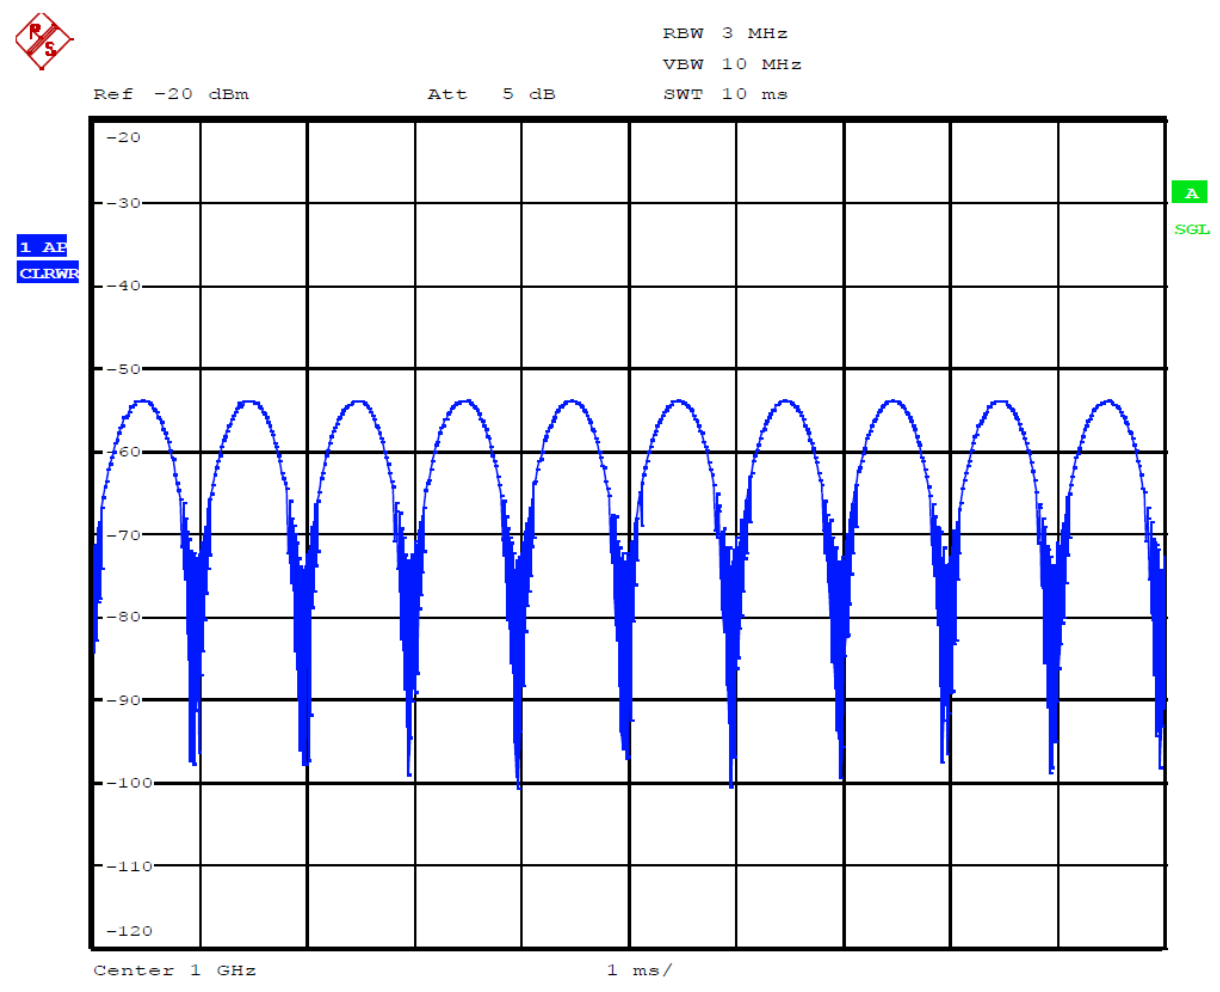 R S
RBW 3 MHz
VBW 10 MHz
Ref -20 dBm Att 5 dB SWT 10 ms
-20
A
-30
SGL
1 AP
CLRWR
-40
-50
-60
-70
-80
-90
-100
-110
-120
Center 1 GHz 1 ms/